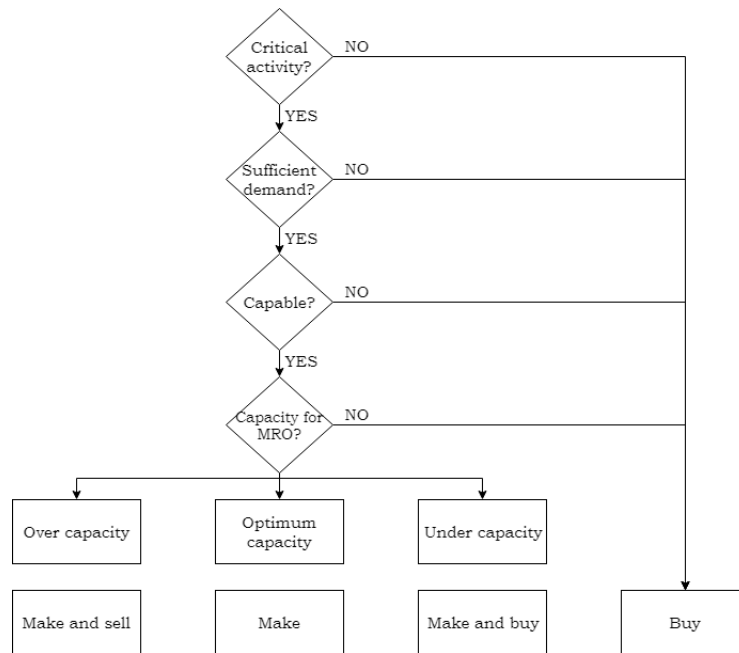 Critical
activity?
NO
YES
Sufficient
demand?
NO
YES
Capable?
NO
YES
Capacity for
MRO?
NO
Over capacity
Optimum
capacity
Under capacity
Make and sell
Make
Make and buy
Buy